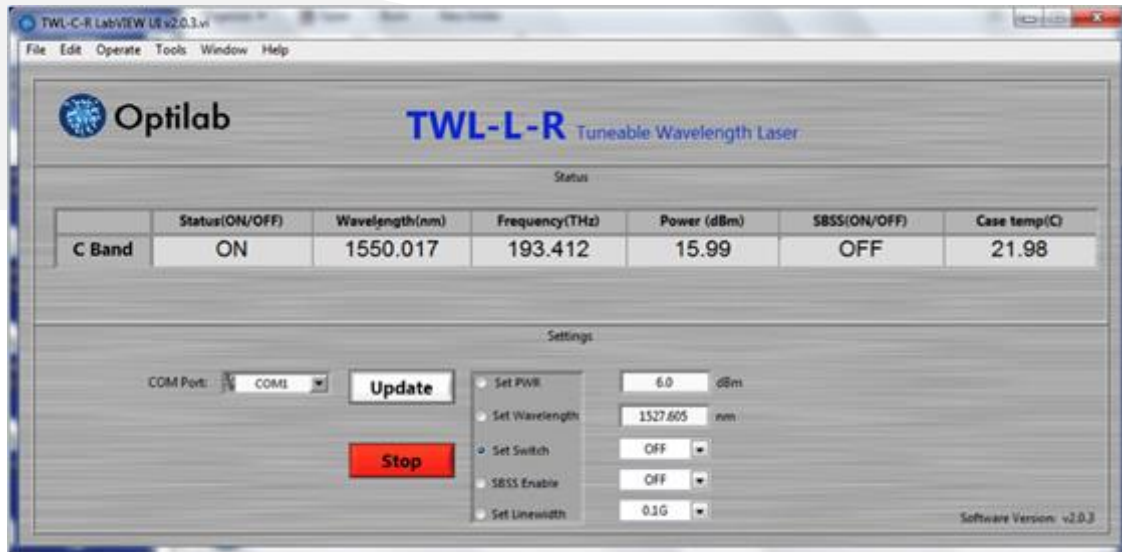 TWL-C-R LabVIEW UI v2.0.3.vi
File Edit Operate Tools Window Help
Optilab
TWL-L-R Tuneable Wavelength Laser
Status
Status(ON/OFF) Wavelength(nm) Frequency(THz) Power (dBm) SBSS(ON/OFF) Case temp(C)
C Band ON 1550.017 193.412 15.99 OFF 21.98
Settings
COM Port: COM1 Update Set PWR 6.0 dBm
Set Wavelength 1527.605 nm
Stop Set Switch OFF
SBSS Enable OFF
Set Linewidth 0.1G
Software Version: v2.0.3